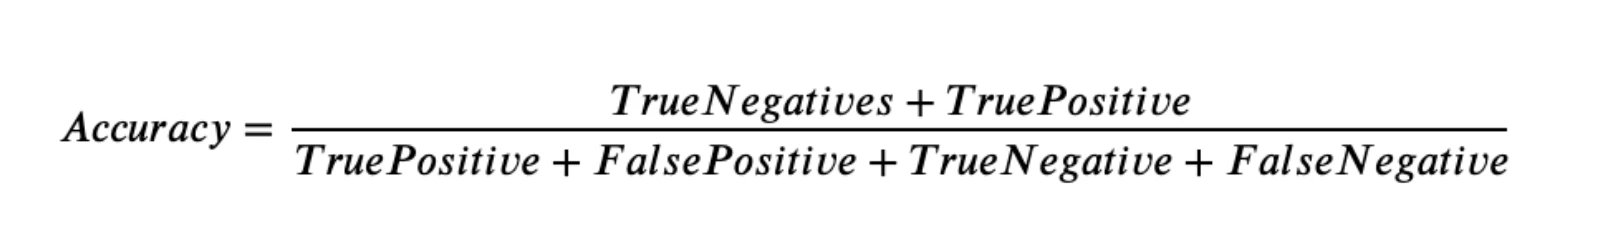 Accuracy = TrueNegatives + TruePositive
TruePositive + FalsePositive + TrueNegative + FalseNegative